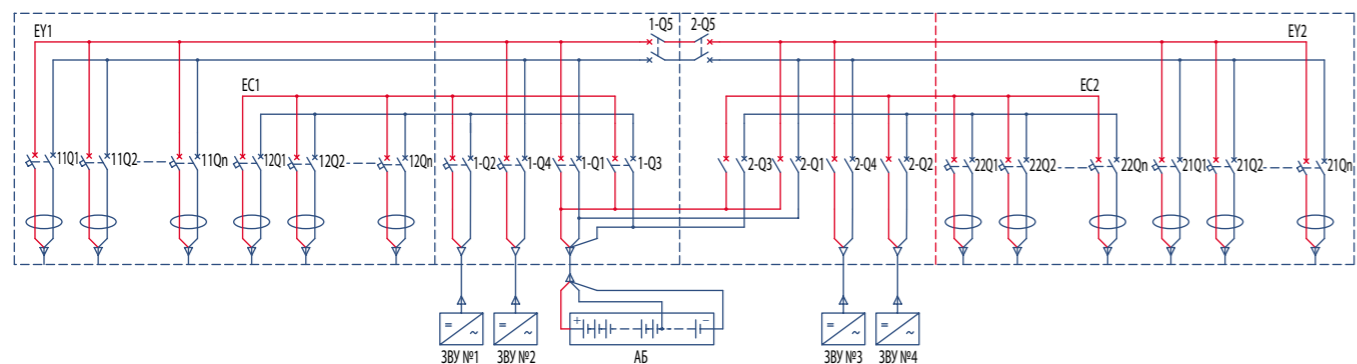 1-Q5 2-Q5
EY1 EY2
EC1 EC2
11Q1 11Q2 11Qn 12Q1 12Q2 12Qn 1-Q2 1-Q4 1-Q1 1-Q3 2-Q3 2-Q1 2-Q4 2-Q2 22Q1 22Q2 22Qn 21Q1 21Q2 21Qn
= ~ = ~ + − = ~ = ~
ЗВУ №1 ЗВУ №2 АБ ЗВУ №3 ЗВУ №4